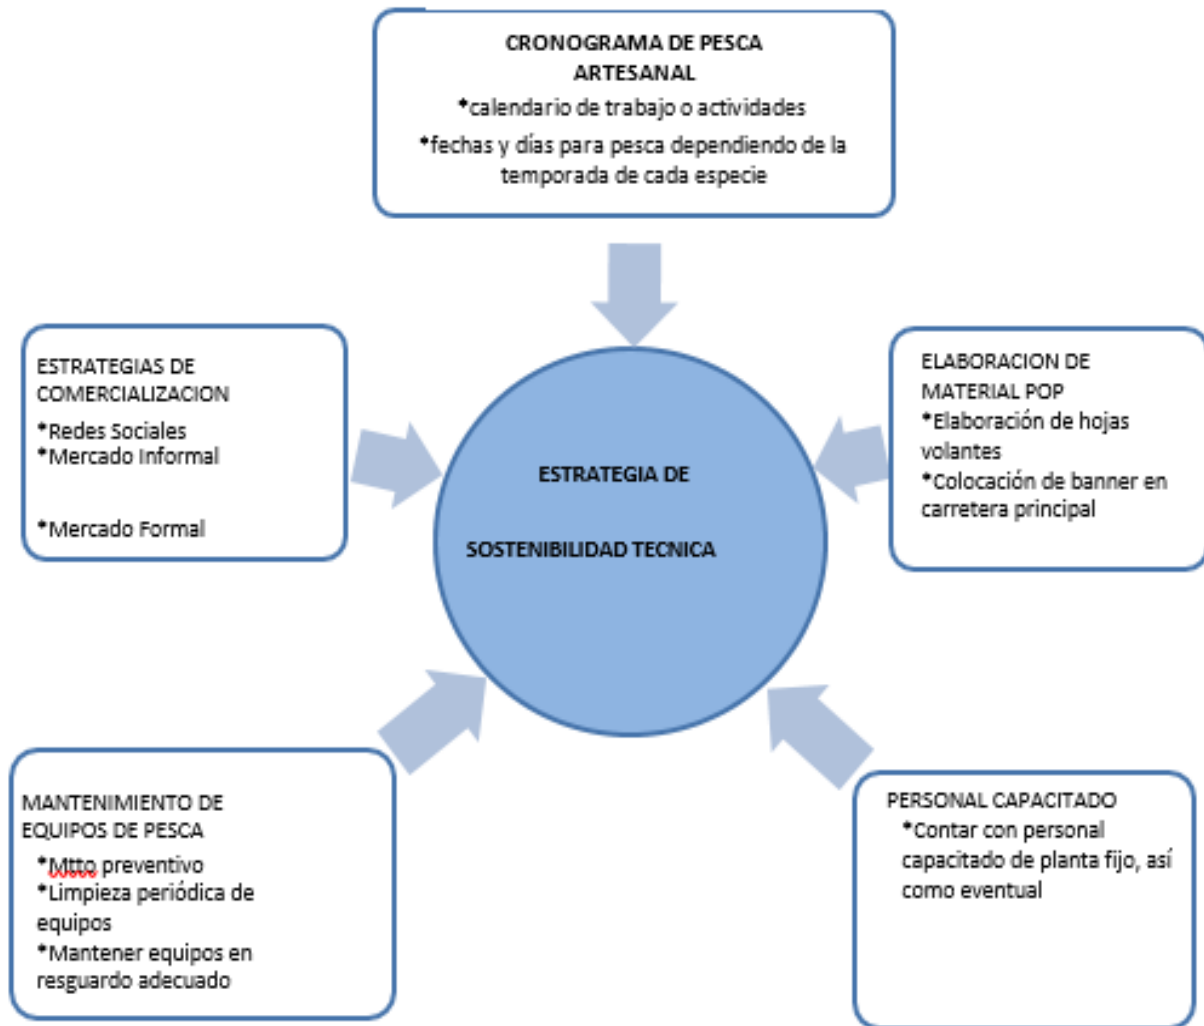 CRONOGRAMA DE PESCA
ARTESANAL
*calendario de trabajo o actividades
*fechas y días para pesca dependiendo de la
temporada de cada especie
ESTRATEGIAS DE
COMERCIALIZACION
*Redes Sociales
*Mercado Informal
*Mercado Formal
ELABORACION DE
MATERIAL POP
*Elaboración de hojas
volantes
*Colocación de banner en
carretera principal
ESTRATEGIA DE
SOSTENIBILIDAD TECNICA
MANTENIMIENTO DE
EQUIPOS DE PESCA
*Mtto preventivo
*Limpieza periódica de
equipos
*Mantener equipos en
resguardo adecuado
PERSONAL CAPACITADO
*Contar con personal
capacitado de planta fijo, así
como eventual